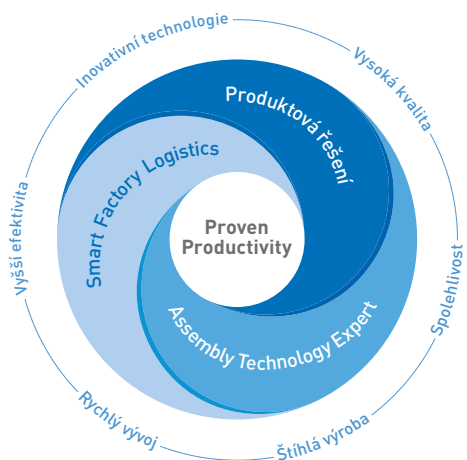 Inovativní technologie
Vysoká kvalita
Spolehlivost
Štíhlá výroba
Rychlý vývoj
Vyšší efektivita
Produktová řešení
Smart Factory Logistics
Assembly Technology Expert
Proven
Productivity